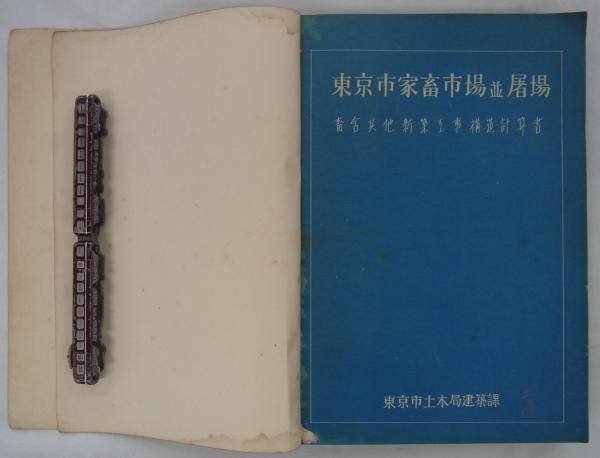 東京市家畜市場並屠場
畜舎其他新築工事構造計算書
東京市土木局建築課